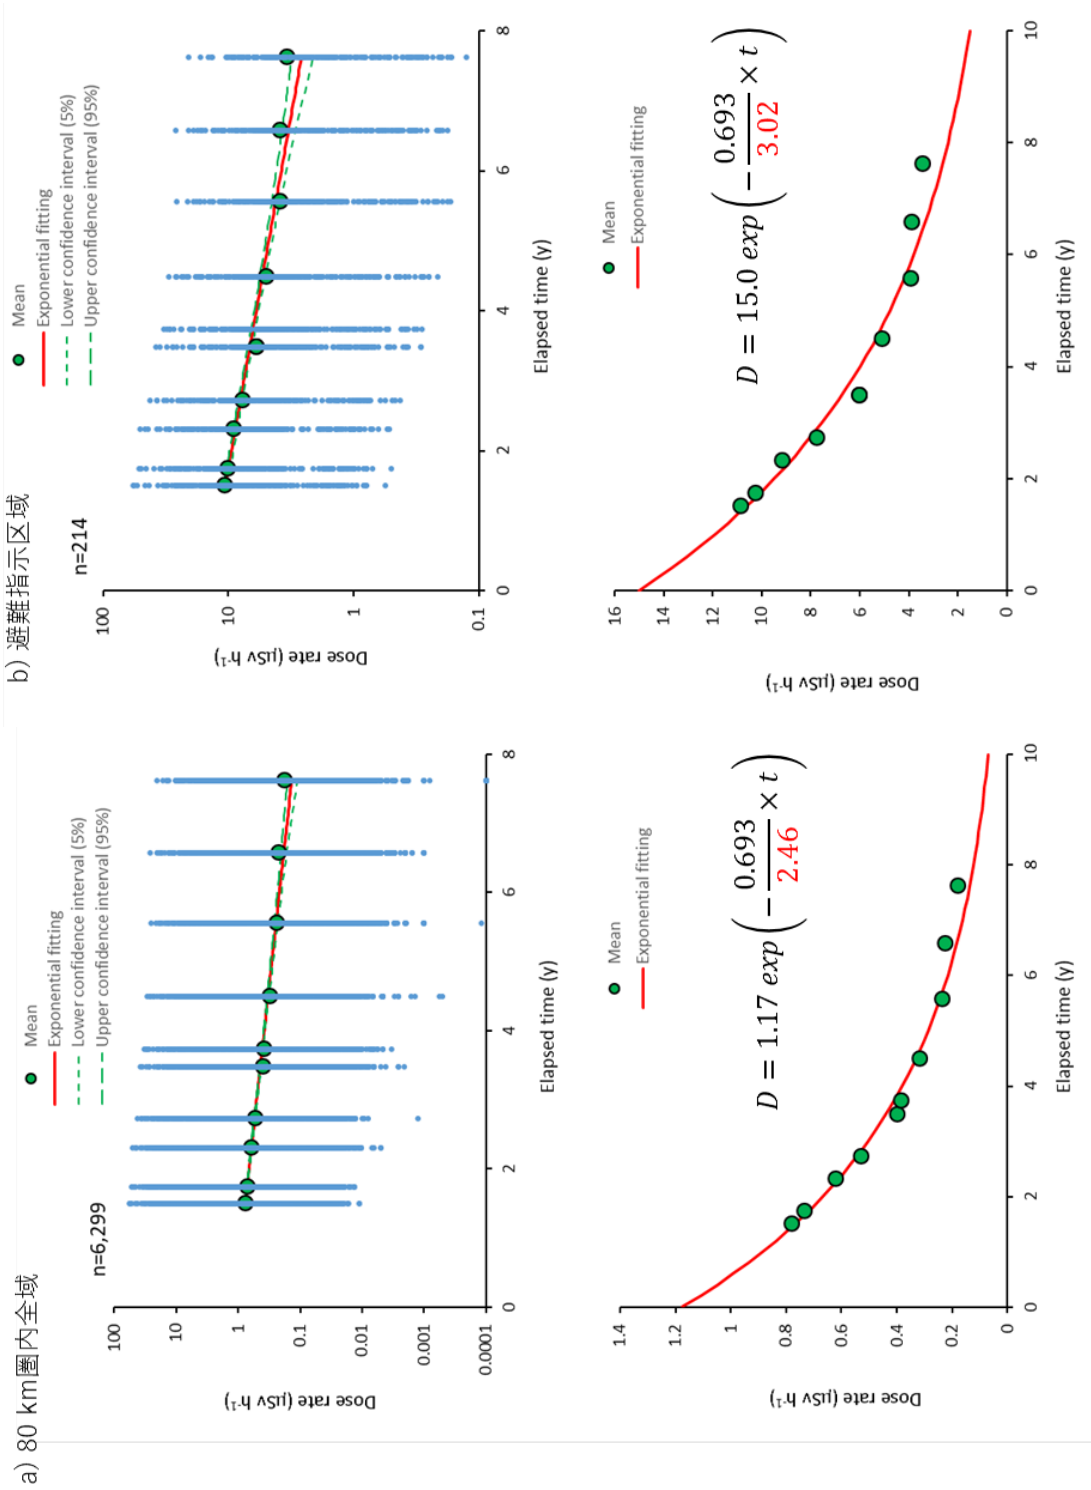 a) 80 km圏内全域
Mean
Exponential fitting
Lower confidence interval (5%)
Upper confidence interval (95%)
n=6,299
100
10
1
0.1
0.01
0.001
0.0001
Dose rate (μSv h-1)
0
2
4
6
8
Elapsed time (y)
Mean
Exponential fitting
D = 1.17 exp (− 0.693 / 2.46 × t)
1.4
1.2
1
0.8
0.6
0.4
0.2
0
Dose rate (μSv h-1)
0
2
4
6
8
10
Elapsed time (y)
b) 避難指示区域
Mean
Exponential fitting
Lower confidence interval (5%)
Upper confidence interval (95%)
n=214
100
10
1
0.1
Dose rate (μSv h-1)
0
2
4
6
8
Elapsed time (y)
Mean
Exponential fitting
D = 15.0 exp (− 0.693 / 3.02 × t)
16
14
12
10
8
6
4
2
0
Dose rate (μSv h-1)
0
2
4
6
8
10
Elapsed time (y)